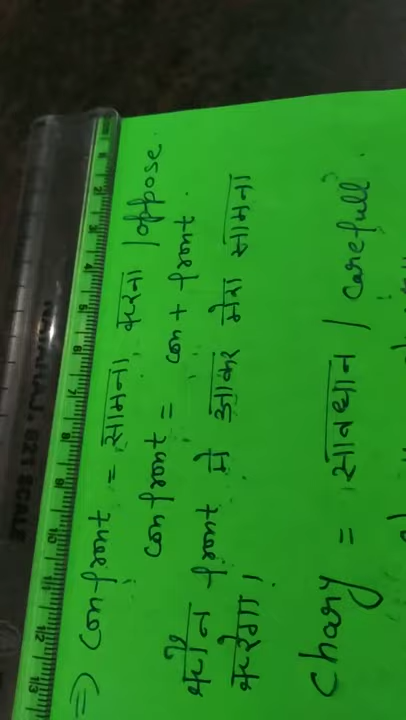 ⇒ Confront = सामना करना / oppose.
confront = con + front.
कौन front में आकर मेरा सामना
करेगा।
Chary = सावधान / carefull